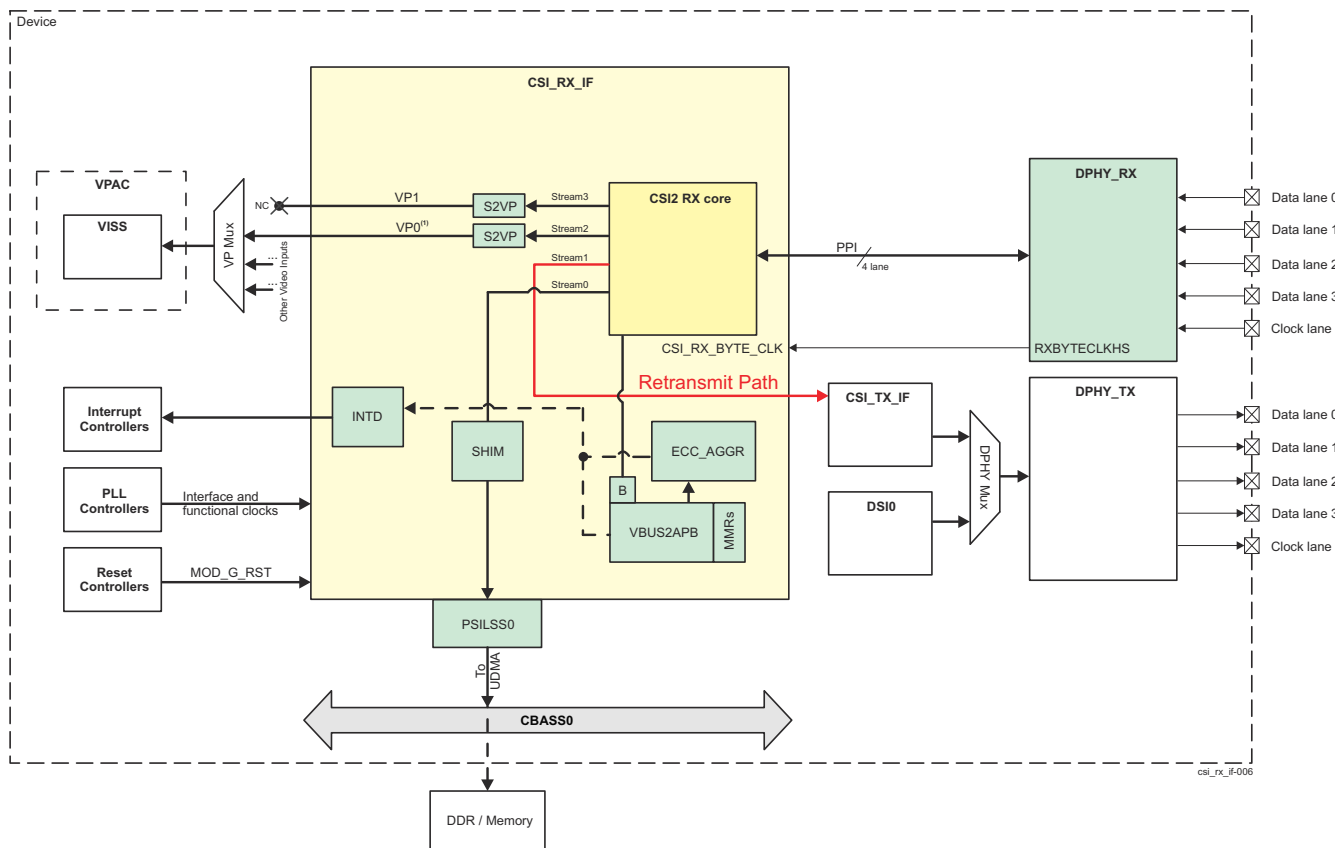 Device
CSI_RX_IF
VPAC
VISS
VP Mux
NC
VP1
S2VP
Stream3
VP0(1)
S2VP
Stream2
Stream1
Stream0
...
...
Other Video Inputs
CSI2 RX core
PPI
4 lane
DPHY_RX
Data lane 0
Data lane 1
Data lane 2
Data lane 3
Clock lane
CSI_RX_BYTE_CLK
RXBYTECLKHS
Retransmit Path
Interrupt
Controllers
INTD
SHIM
ECC_AGGR
B
VBUS2APB
MMRs
CSI_TX_IF
DSI0
DPHY Mux
DPHY_TX
Data lane 0
Data lane 1
Data lane 2
Data lane 3
Clock lane
PLL
Controllers
Interface and
functional clocks
Reset
Controllers
MOD_G_RST
PSILSS0
To
UDMA
CBASS0
csi_rx_if-006
DDR / Memory